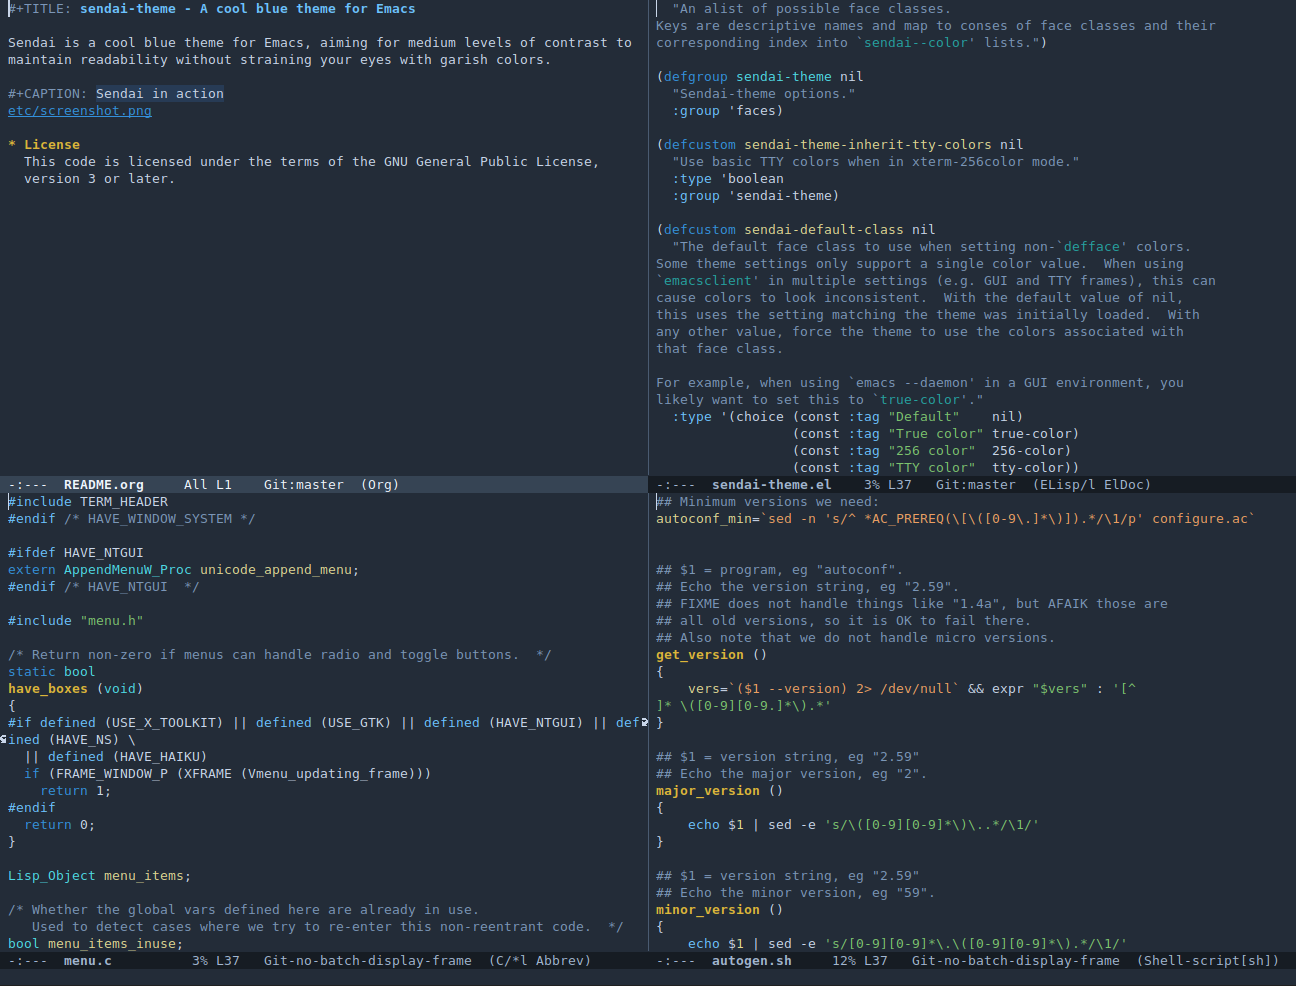 #+TITLE: sendai-theme - A cool blue theme for Emacs

Sendai is a cool blue theme for Emacs, aiming for medium levels of contrast to
maintain readability without straining your eyes with garish colors.

#+CAPTION: Sendai in action
etc/screenshot.png

* License
  This code is licensed under the terms of the GNU General Public License,
  version 3 or later.
-:---  README.org     All L1    Git:master  (Org)
  "An alist of possible face classes.
Keys are descriptive names and map to conses of face classes and their
corresponding index into `sendai--color' lists.")

(defgroup sendai-theme nil
  "Sendai-theme options."
  :group 'faces)

(defcustom sendai-theme-inherit-tty-colors nil
  "Use basic TTY colors when in xterm-256color mode."
  :type 'boolean
  :group 'sendai-theme)

(defcustom sendai-default-class nil
  "The default face class to use when setting non-`defface' colors.
Some theme settings only support a single color value.  When using
`emacsclient' in multiple settings (e.g. GUI and TTY frames), this can
cause colors to look inconsistent.  With the default value of nil,
this uses the setting matching the theme was initially loaded.  With
any other value, force the theme to use the colors associated with
that face class.

For example, when using `emacs --daemon' in a GUI environment, you
likely want to set this to `true-color'."
  :type '(choice (const :tag "Default"    nil)
                 (const :tag "True color" true-color)
                 (const :tag "256 color"  256-color)
                 (const :tag "TTY color"  tty-color))
-:---  sendai-theme.el    3% L37   Git:master  (ELisp/l ElDoc)
#include TERM_HEADER
#endif /* HAVE_WINDOW_SYSTEM */

#ifdef HAVE_NTGUI
extern AppendMenuW_Proc unicode_append_menu;
#endif /* HAVE_NTGUI  */

#include "menu.h"

/* Return non-zero if menus can handle radio and toggle buttons.  */
static bool
have_boxes (void)
{
#if defined (USE_X_TOOLKIT) || defined (USE_GTK) || defined (HAVE_NTGUI) || def
ined (HAVE_NS) \
  || defined (HAVE_HAIKU)
  if (FRAME_WINDOW_P (XFRAME (Vmenu_updating_frame)))
    return 1;
#endif
  return 0;
}

Lisp_Object menu_items;

/* Whether the global vars defined here are already in use.
   Used to detect cases where we try to re-enter this non-reentrant code.  */
bool menu_items_inuse;
-:---  menu.c          3% L37   Git-no-batch-display-frame  (C/*l Abbrev)
## Minimum versions we need:
autoconf_min=`sed -n 's/^ *AC_PREREQ(\[\([0-9\.]*\)]).*/\1/p' configure.ac`


## $1 = program, eg "autoconf".
## Echo the version string, eg "2.59".
## FIXME does not handle things like "1.4a", but AFAIK those are
## all old versions, so it is OK to fail there.
## Also note that we do not handle micro versions.
get_version ()
{
    vers=`($1 --version) 2> /dev/null` && expr "$vers" : '[^
]* \([0-9][0-9.]*\).*'
}

## $1 = version string, eg "2.59"
## Echo the major version, eg "2".
major_version ()
{
    echo $1 | sed -e 's/\([0-9][0-9]*\)\..*/\1/'
}

## $1 = version string, eg "2.59"
## Echo the minor version, eg "59".
minor_version ()
{
    echo $1 | sed -e 's/[0-9][0-9]*\.\([0-9][0-9]*\).*/\1/'
-:---  autogen.sh     12% L37   Git-no-batch-display-frame  (Shell-script[sh])